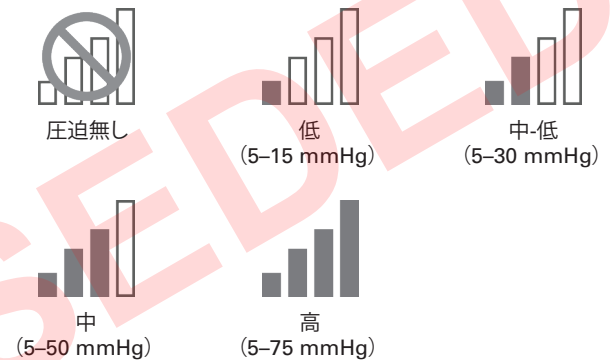 圧迫無し
低
(5–15 mmHg)
中-低
(5–30 mmHg)
中
(5–50 mmHg)
高
(5–75 mmHg)
SEDED